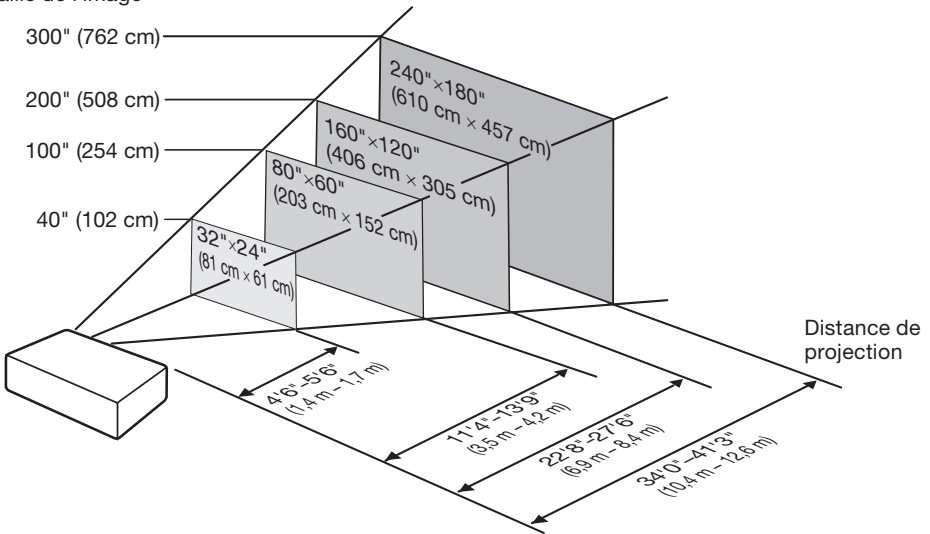 300" (762 cm)
200" (508 cm)
100" (254 cm)
40" (102 cm)
240"×180"
(610 cm × 457 cm)
160"×120"
(406 cm × 305 cm)
80"×60"
(203 cm × 152 cm)
32"×24"
(81 cm × 61 cm)
Distance de
projection
4'6"–5'6"
(1,4 m – 1,7 m)
11'4"–13'9"
(3,5 m – 4,2 m)
22'8"–27'6"
(6,9 m – 8,4 m)
34'0"–41'3"
(10,4 m – 12,6 m)